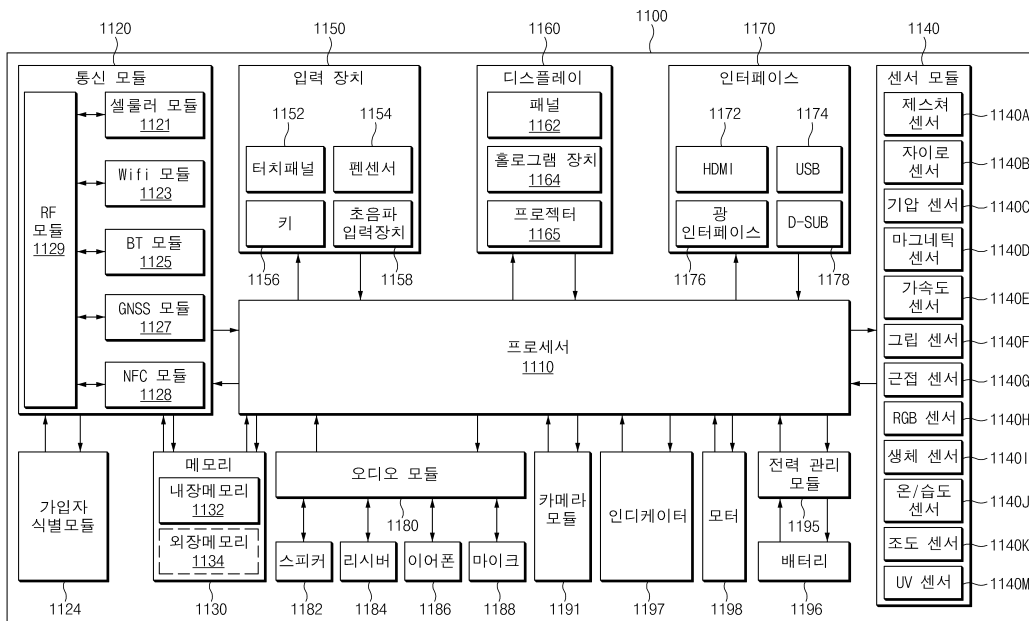 1100
1120
1150
1160
1170
1140
통신 모듈
RF
모듈
1129
셀룰러 모듈
1121
Wifi 모듈
1123
BT 모듈
1125
GNSS 모듈
1127
NFC 모듈
1128
입력 장치
1152
1154
터치패널
펜센서
키
초음파
입력장치
1156
1158
디스플레이
패널
1162
홀로그램 장치
1164
프로젝터
1165
인터페이스
1172
1174
HDMI
USB
광
인터페이스
D-SUB
1176
1178
센서 모듈
제스쳐
센서
1140A
자이로
센서
1140B
기압 센서
1140C
마그네틱
센서
1140D
가속도
센서
1140E
그립 센서
1140F
근접 센서
1140G
RGB 센서
1140H
생체 센서
1140I
온/습도
센서
1140J
조도 센서
1140K
UV 센서
1140M
프로세서
1110
가입자
식별모듈
1124
메모리
내장메모리
1132
외장메모리
1134
1130
오디오 모듈
1180
스피커
리시버
이어폰
마이크
1182
1184
1186
1188
카메라
모듈
1191
인디케이터
1197
모터
1198
전력 관리
모듈
1195
배터리
1196